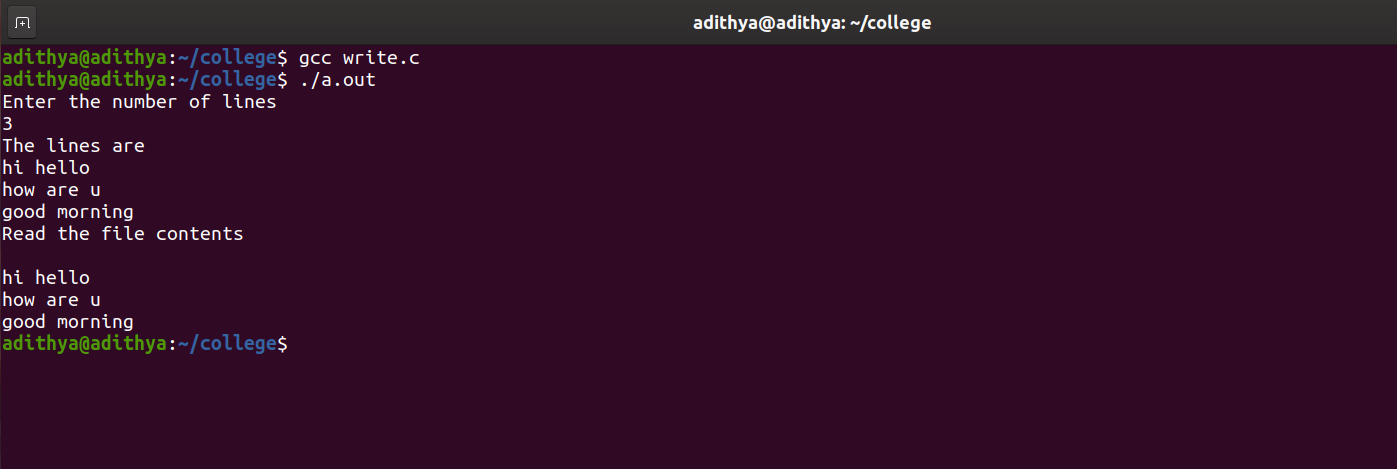 adithya@adithya: ~/college
adithya@adithya:~/college$ gcc write.c
adithya@adithya:~/college$ ./a.out
Enter the number of lines
3
The lines are
hi hello
how are u
good morning
Read the file contents

hi hello
how are u
good morning
adithya@adithya:~/college$